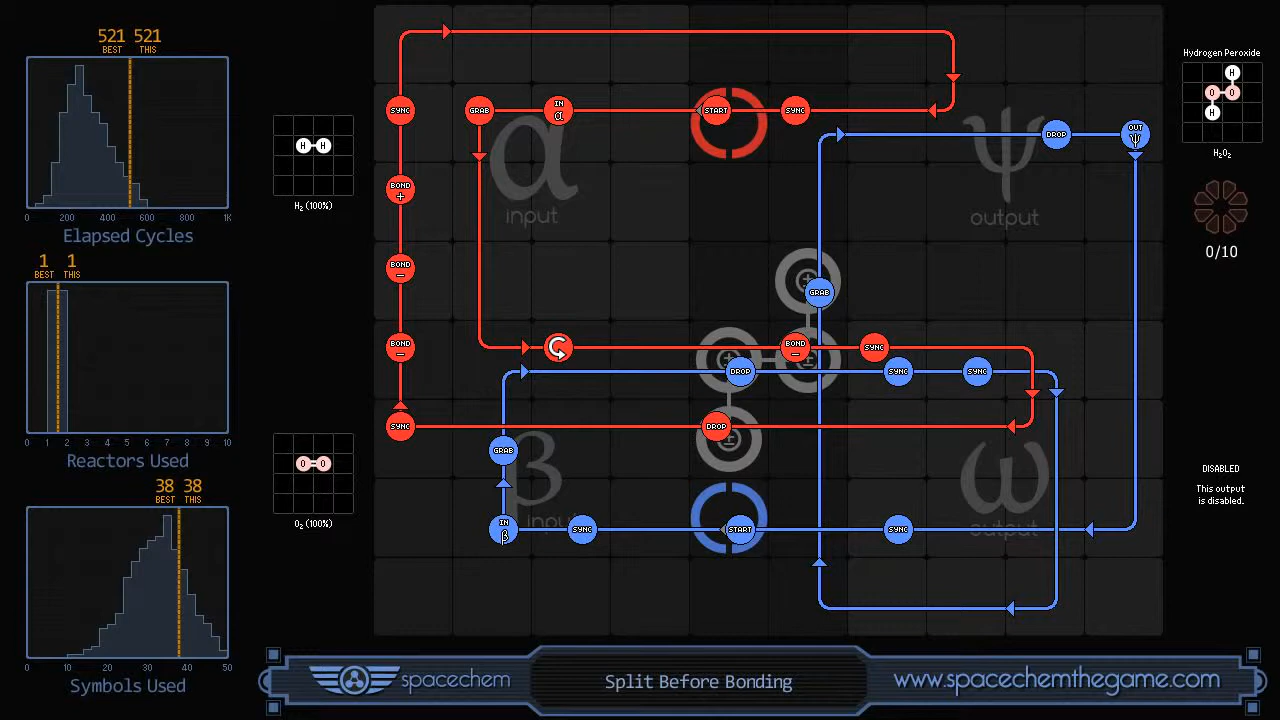 521 521
BEST THIS
0 200 400 600 800 1K
Elapsed Cycles
1 1
BEST THIS
0 1 2 3 4 5 6 7 8 9 10
Reactors Used
38 38
BEST THIS
0 10 20 30 40 50
Symbols Used
H H
H₂ (100%)
O O
O₂ (100%)
SYNC GRAB IN α START SYNC
DROP OUT ψ
α input
ψ output
BOND +
BOND −
GRAB
BOND − BOND − SYNC
DROP SYNC SYNC
SYNC DROP
GRAB
β input
ω output
IN β SYNC START SYNC
Hydrogen Peroxide
H
O O
H
H₂O₂
0/10
DISABLED
This output
is disabled.
spacechem
Split Before Bonding
www.spacechemthegame.com